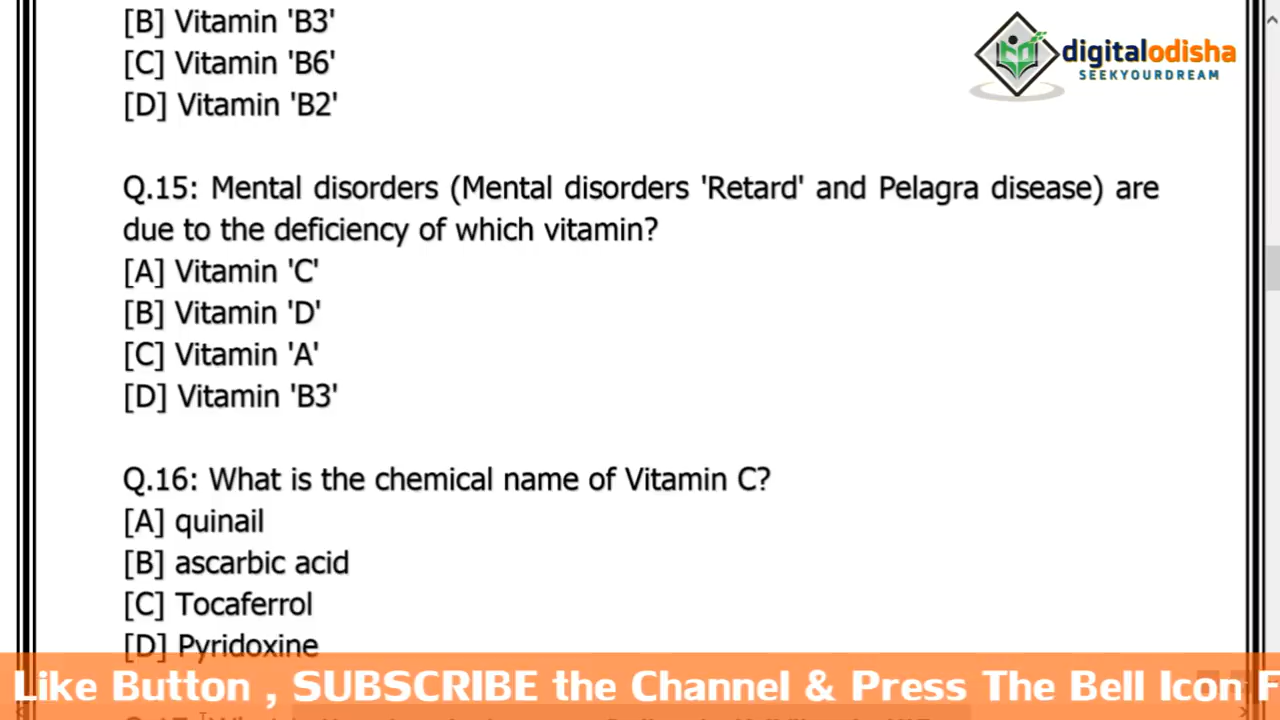 [B] Vitamin 'B3'
[C] Vitamin 'B6'
[D] Vitamin 'B2'
digitalodisha
SEEKYOURDREAM
Q.15: Mental disorders (Mental disorders 'Retard' and Pelagra disease) are
due to the deficiency of which vitamin?
[A] Vitamin 'C'
[B] Vitamin 'D'
[C] Vitamin 'A'
[D] Vitamin 'B3'
Q.16: What is the chemical name of Vitamin C?
[A] quinail
[B] ascarbic acid
[C] Tocaferrol
[D] Pyridoxine
Like Button , SUBSCRIBE the Channel & Press The Bell Icon F